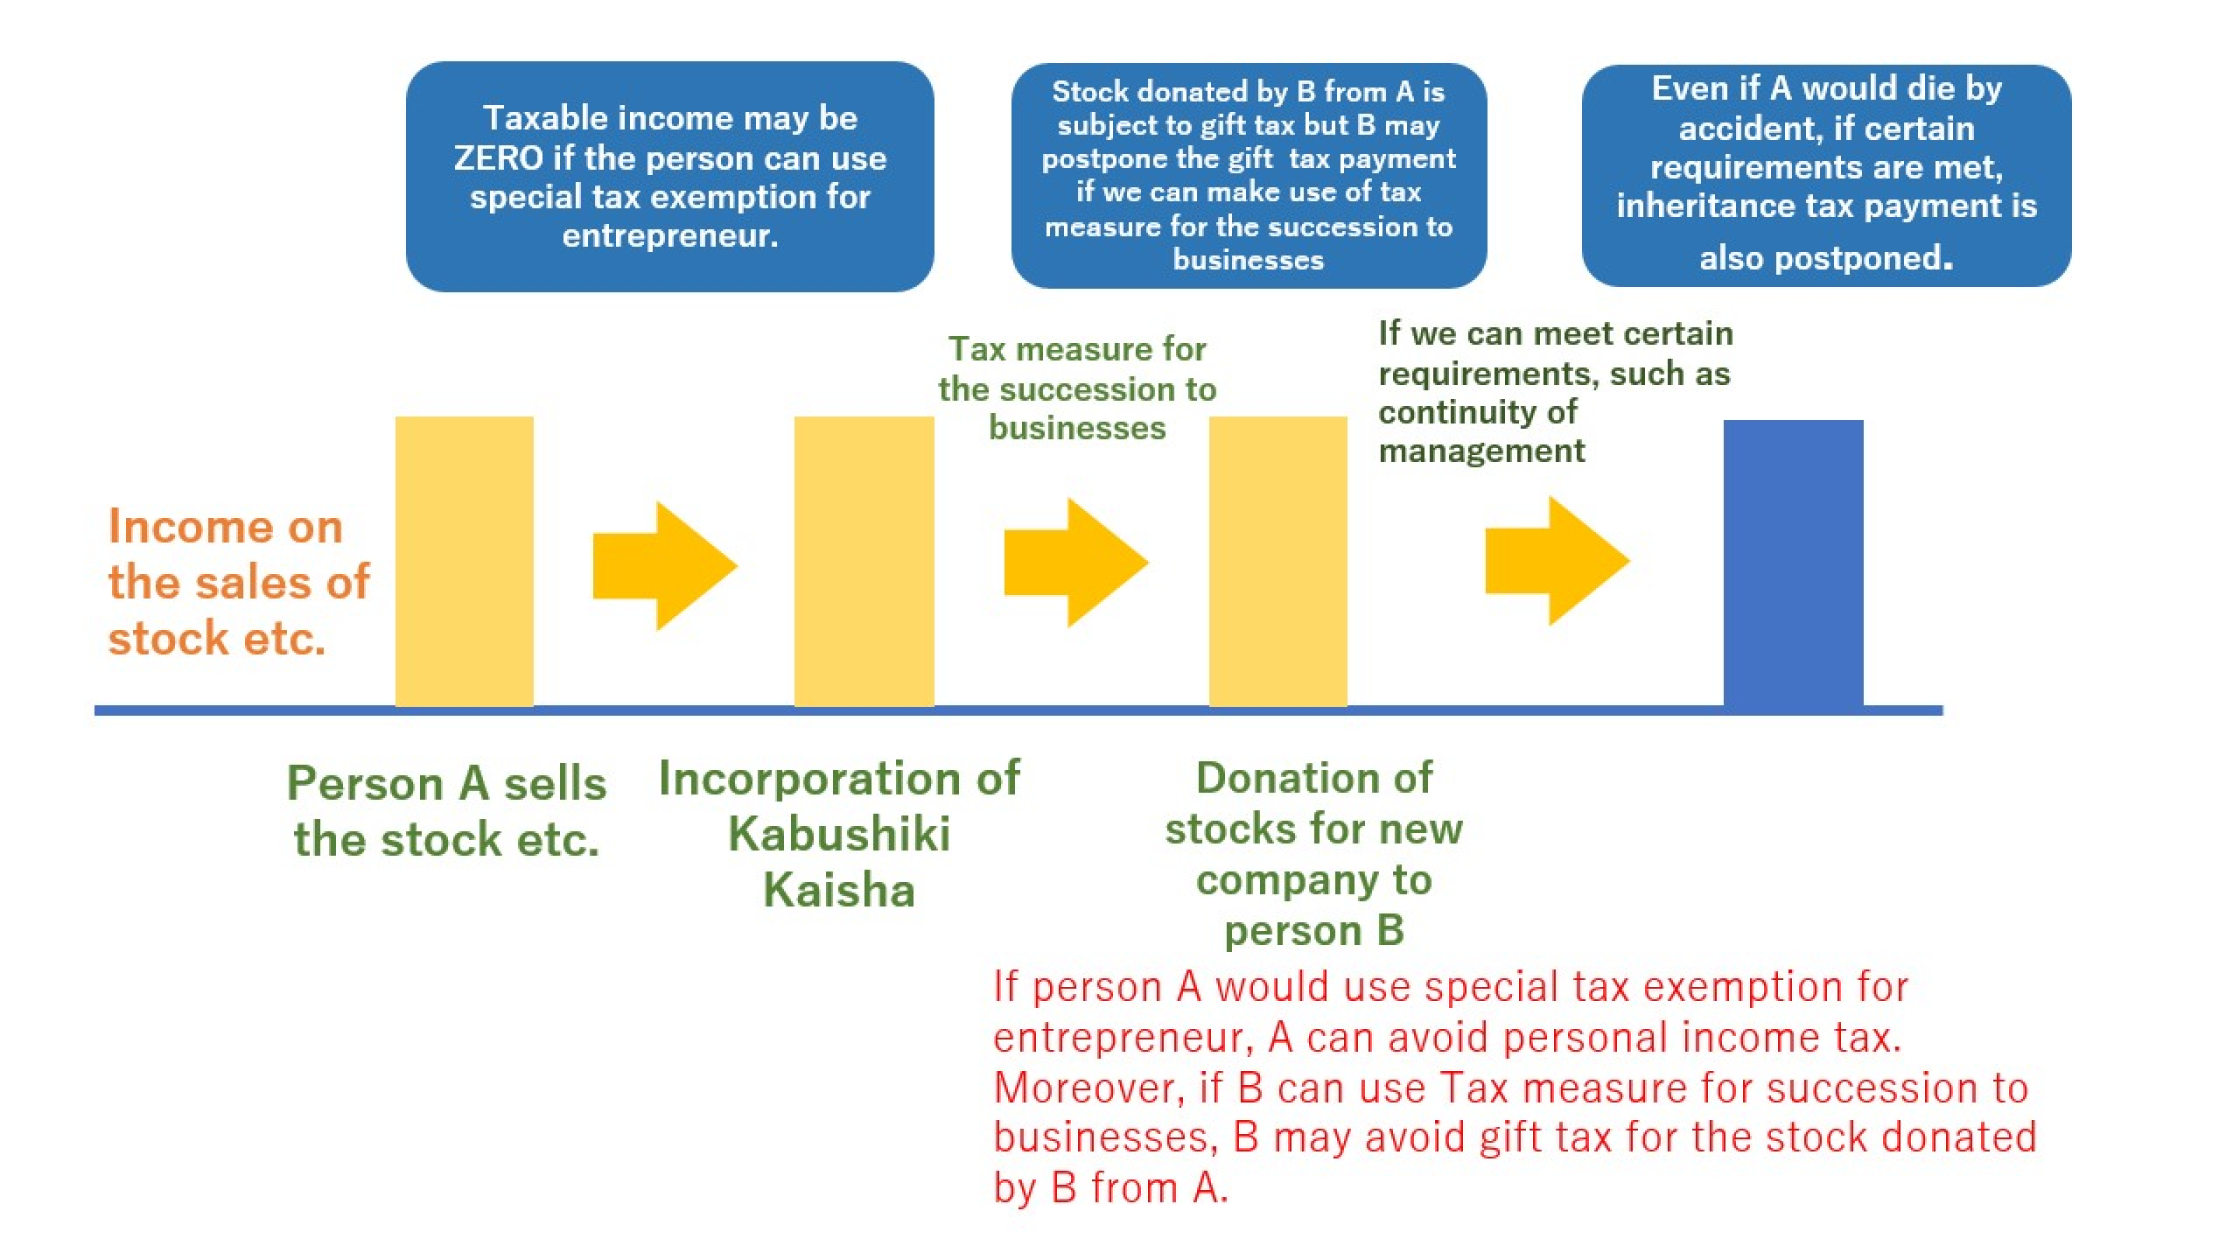 Taxable income may be
ZERO if the person can use
special tax exemption for
entrepreneur.
Stock donated by B from A is
subject to gift tax but B may
postpone the gift tax payment
if we can make use of tax
measure for the succession to
businesses
Even if A would die by
accident, if certain
requirements are met,
inheritance tax payment is
also postponed.
Tax measure for
the succession to
businesses
If we can meet certain
requirements, such as
continuity of
management
Income on
the sales of
stock etc.
Person A sells
the stock etc.
Incorporation of
Kabushiki
Kaisha
Donation of
stocks for new
company to
person B
If person A would use special tax exemption for
entrepreneur, A can avoid personal income tax.
Moreover, if B can use Tax measure for succession to
businesses, B may avoid gift tax for the stock donated
by B from A.